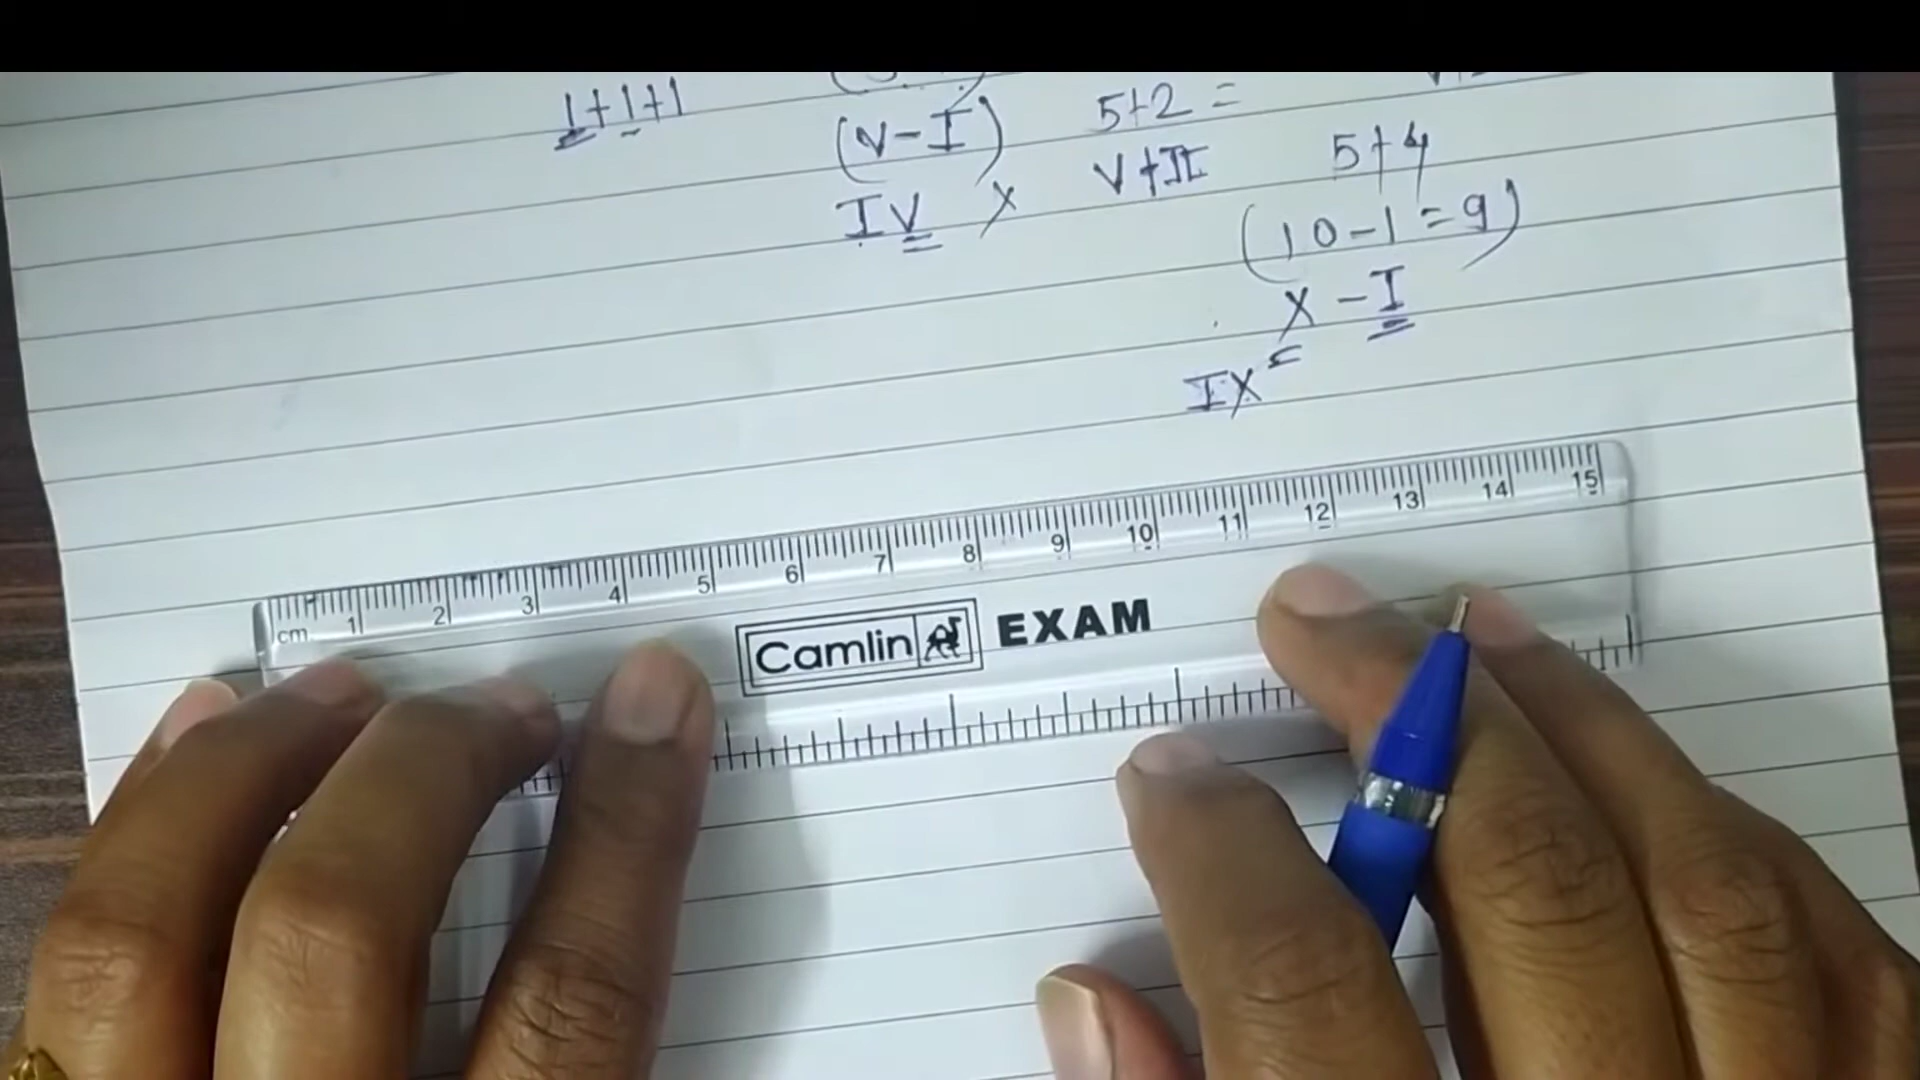 1+1+1
(V-I)
IV X
5+2=
V+II
5+4
(10-1=9)
X-I
IX
cm 1 2 3 4 5 6 7 8 9 10 11 12 13 14 15
Camlin EXAM